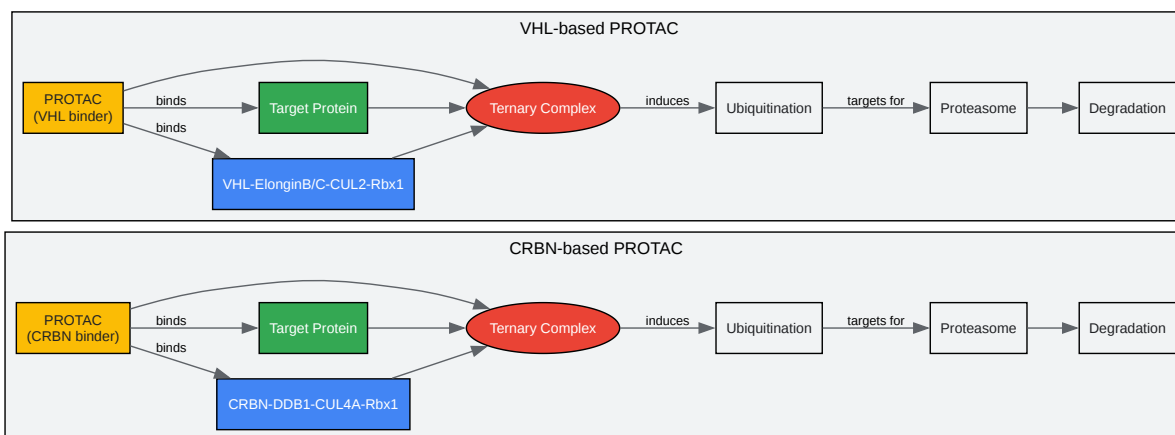 VHL-based PROTAC
PROTAC
(VHL binder)
binds
Target Protein
Ternary Complex
induces
Ubiquitination
targets for
Proteasome
Degradation
binds
VHL-ElonginB/C-CUL2-Rbx1
CRBN-based PROTAC
PROTAC
(CRBN binder)
binds
Target Protein
Ternary Complex
induces
Ubiquitination
targets for
Proteasome
Degradation
binds
CRBN-DDB1-CUL4A-Rbx1